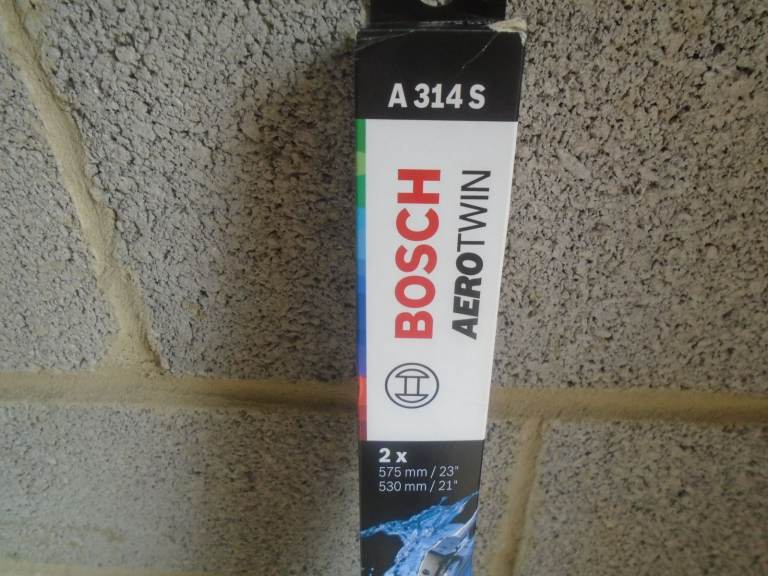 A 314 S
BOSCH
AEROTWIN
2 x
575 mm / 23"
530 mm / 21"